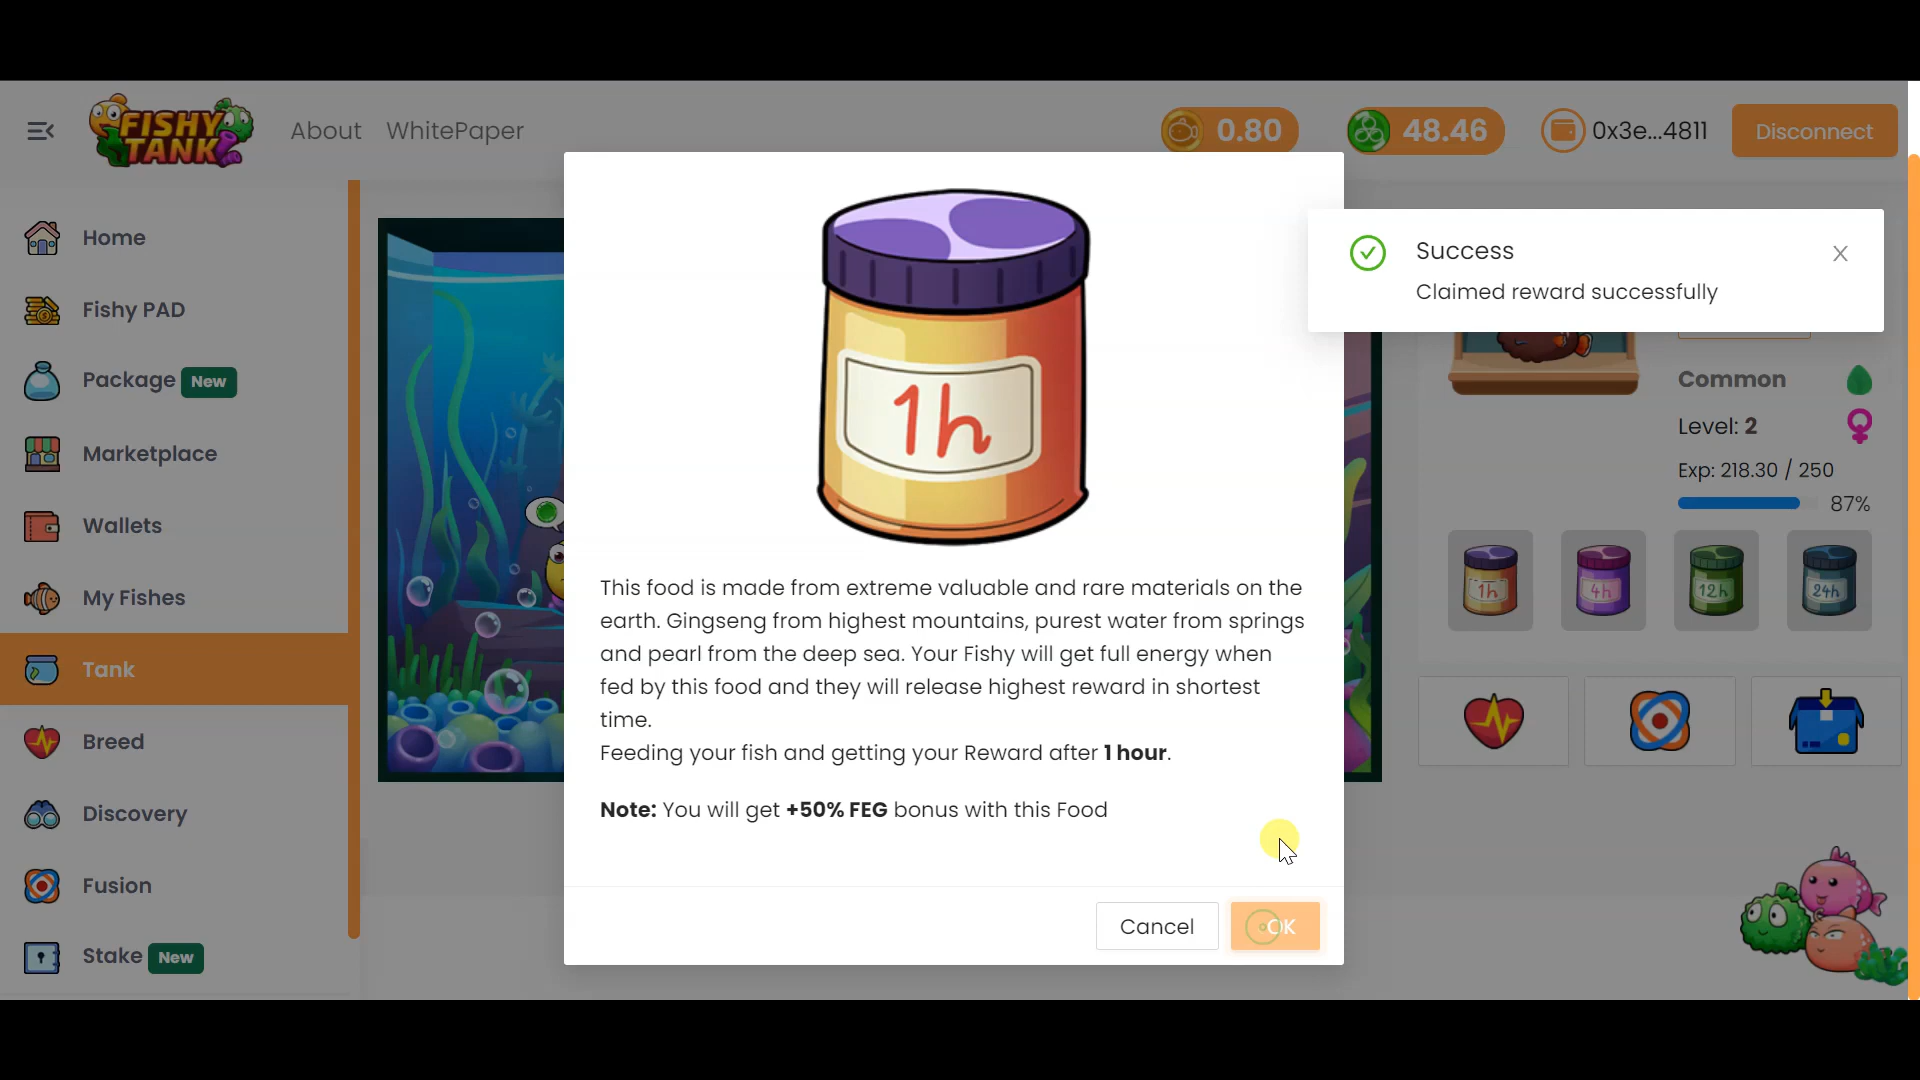 FISHY
TANK
About
WhitePaper
0.80
48.46
0x3e...4811
Disconnect
Home
Fishy PAD
Package New
Marketplace
Wallets
My Fishes
Tank
Breed
Discovery
Fusion
Stake New
1h
This food is made from extreme valuable and rare materials on the
earth. Gingseng from highest mountains, purest water from springs
and pearl from the deep sea. Your Fishy will get full energy when
fed by this food and they will release highest reward in shortest
time.
Feeding your fish and getting your Reward after 1 hour.
Note: You will get +50% FEG bonus with this Food
Cancel
OK
Success
Claimed reward successfully
Common
Level: 2
Exp: 218.30 / 250
87%
1h
4h
12h
24h